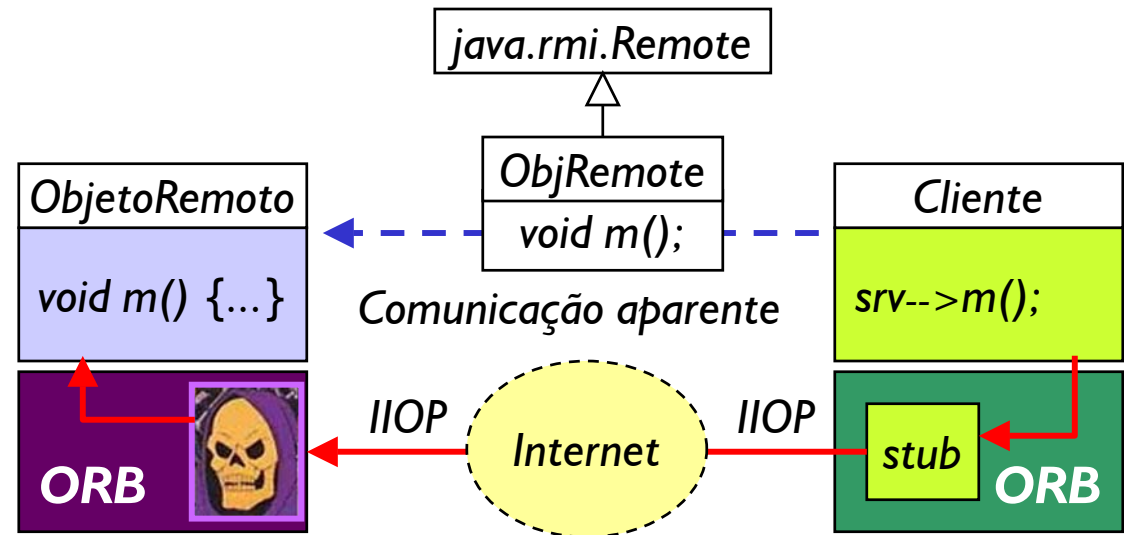 java.rmi.Remote
ObjRemote
void m();
ObjetoRemoto
void m() {...}
Cliente
srv-->m();
Comunicação aparente
IIOP
Internet
IIOP
stub
ORB
ORB